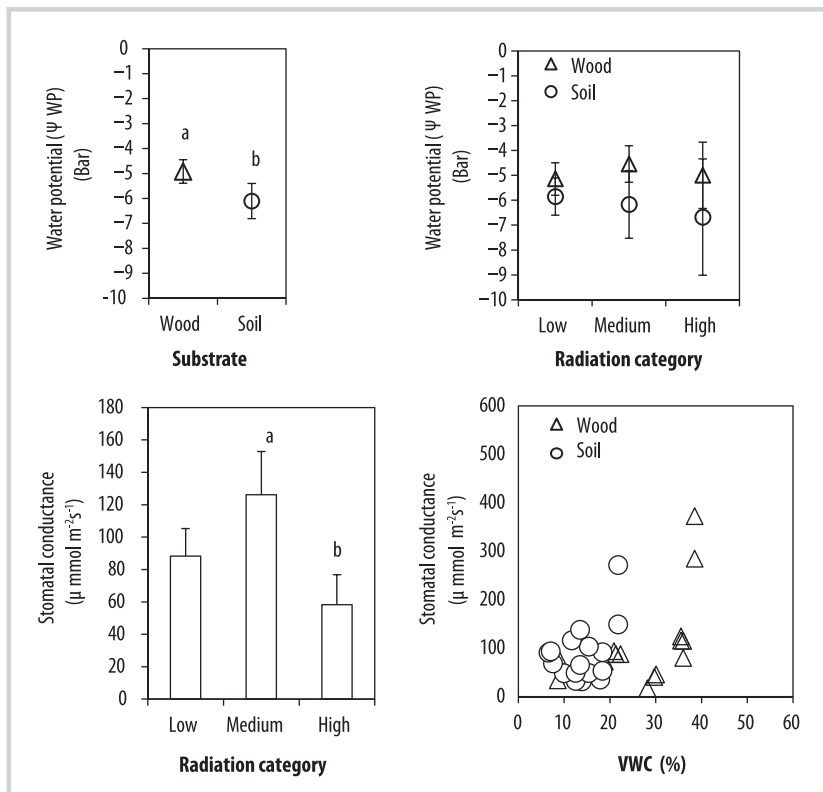 0
−1
−2
−3
−4
−5
−6
−7
−8
−9
-10
Water potential (Ψ WP)
(Bar)
a
b
Wood Soil
Substrate
0
−1
−2
−3
−4
−5
−6
−7
−8
−9
−10
Water potential (Ψ WP)
(Bar)
Wood
Soil
Low Medium High
Radiation category
180
160
140
120
100
80
60
40
20
0
Stomatal conductance
(µ mmol m⁻²s⁻¹)
a
b
Low Medium High
Radiation category
600
500
400
300
200
100
0
Stomatal conductance
(µ mmol m⁻²s⁻¹)
Wood
Soil
0 10 20 30 40 50 60
VWC (%)